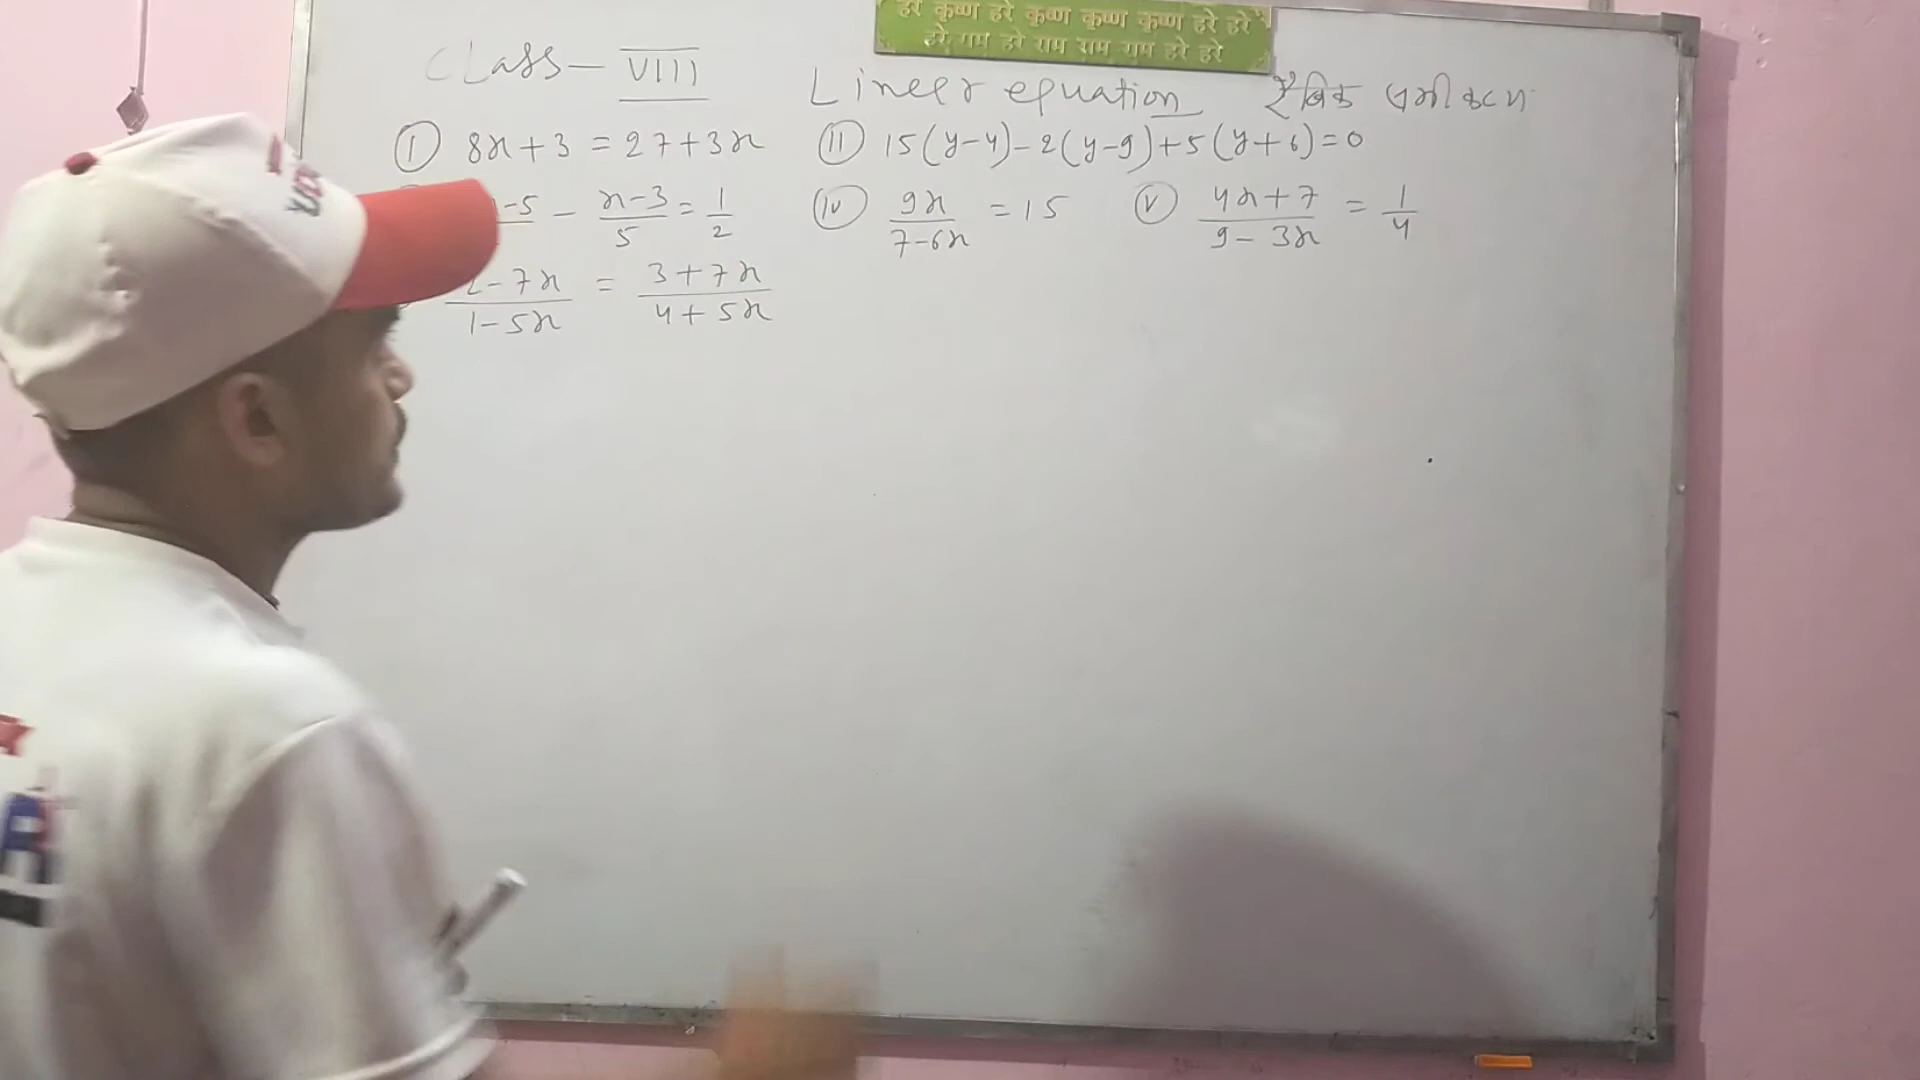 हरे कृष्ण हरे कृष्ण कृष्ण कृष्ण हरे हरे
हरे राम हरे राम राम राम हरे हरे
CLass – VIII
Lineer equation रैखिक समीकरण
(I) 8x + 3 = 27 + 3x (II) 15(y-4) - 2(y-9) + 5(y+6) = 0
-5 - (x-3)/5 = 1/2 (iv) 9x/(7-6x) = 15 (v) (4x+7)/(9-3x) = 1/4
(2-7x)/(1-5x) = (3+7x)/(4+5x)